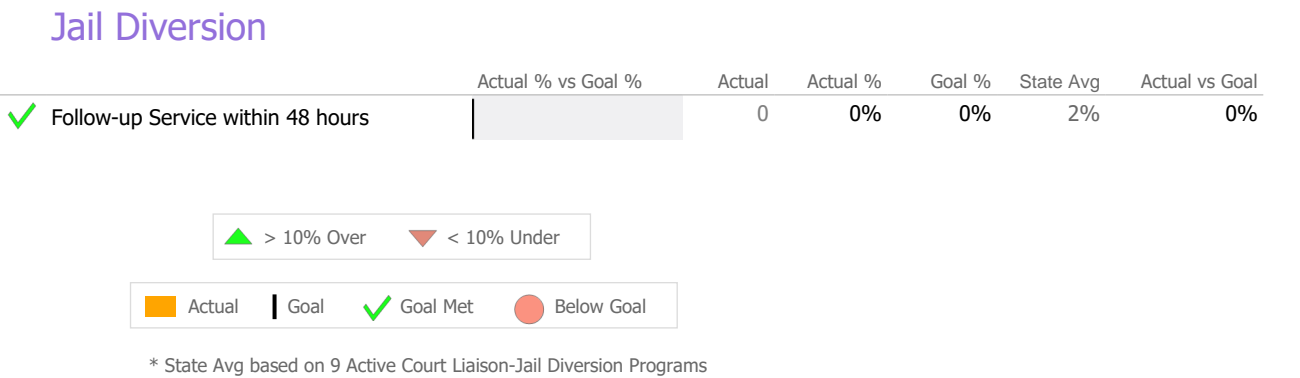 Jail Diversion
Actual % vs Goal % Actual Actual % Goal % State Avg Actual vs Goal
Follow-up Service within 48 hours 0 0% 0% 2% 0%
> 10% Over < 10% Under
Actual Goal Goal Met Below Goal
* State Avg based on 9 Active Court Liaison-Jail Diversion Programs